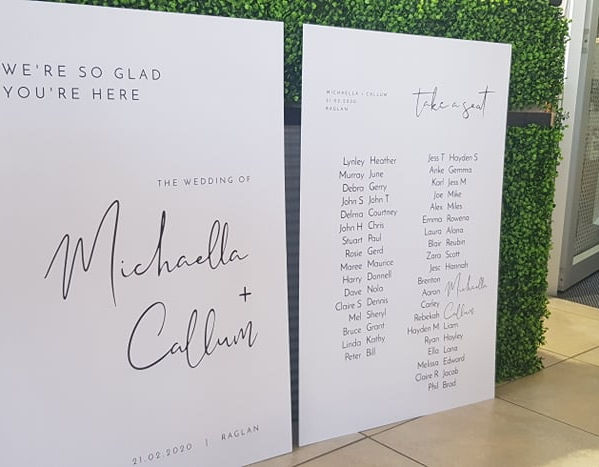 WE'RE SO GLAD
YOU'RE HERE
THE WEDDING OF
Michaella
+
Callum
21.02.2020 | RAGLAN
MICHAELLA + CALLUM
21.02.2020
RAGLAN
take a seat
Lynley Heather
Murray June
Debra Gerry
John S John T
Delma Courtney
John H Chris
Stuart Paul
Rosie Gerd
Maree Maurice
Harry Donnell
Dave Nola
Claire S Dennis
Mel Sheryl
Bruce Grant
Linda Kathy
Peter Bill
Jess T Hayden S
Anke Gemma
Karl Jess M
Joe Mike
Alex Miles
Emma Rowena
Laura Alana
Blair Reubin
Zara Scott
Jesc Hannah
Brenton
Aaron Michaella
Carley
Rebekah Callum
Hayden M Liam
Ryan Hayley
Ella Lana
Melissa Edward
Claire R Jacob
Phil Brad